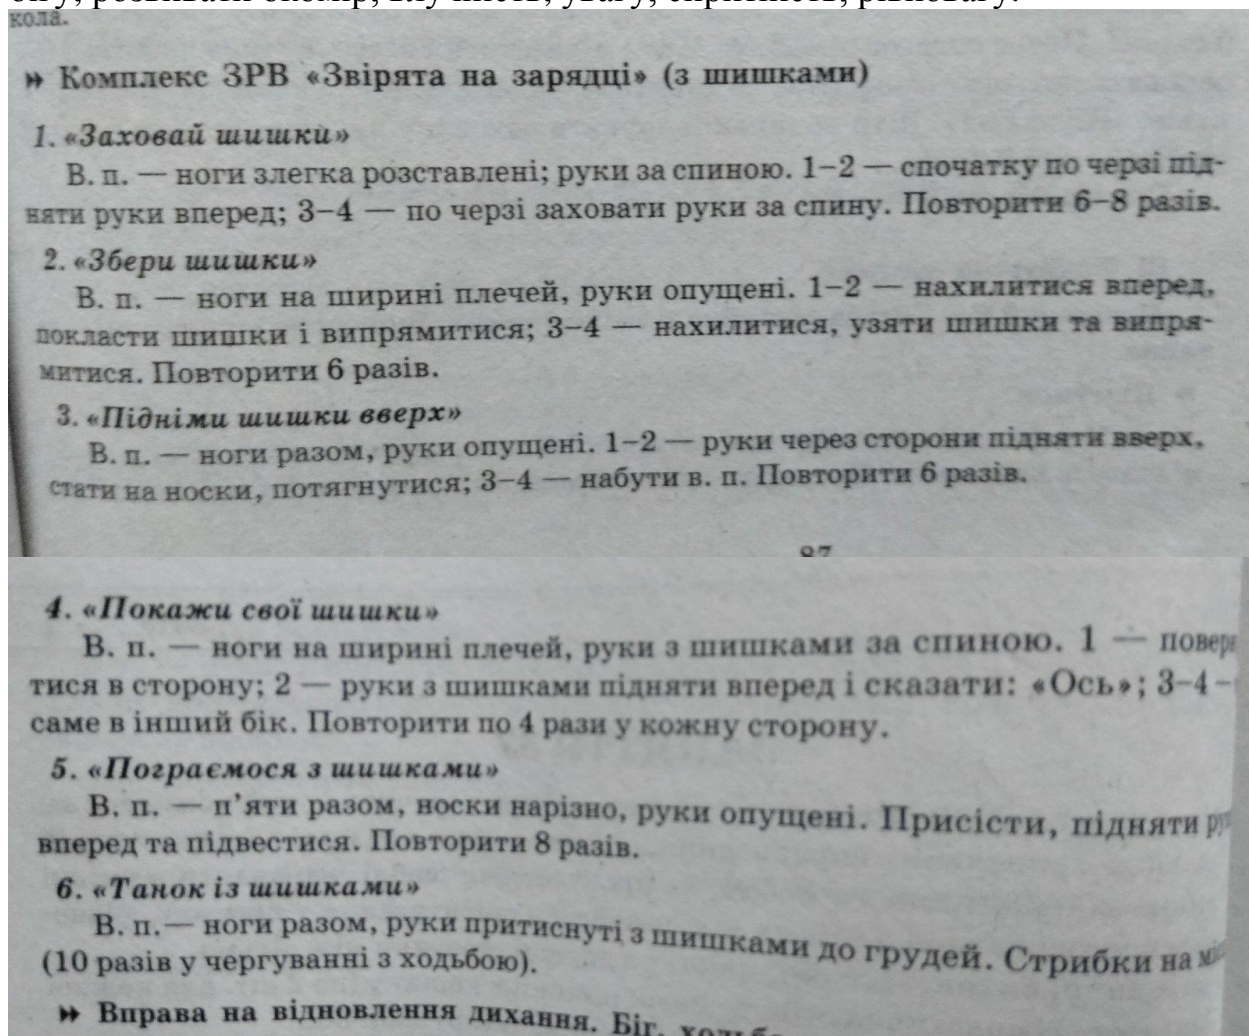 кола.
» Комплекс ЗРВ «Звірята на зарядці» (з шишками)
1. «Заховай шишки»
В. п. — ноги злегка розставлені; руки за спиною. 1–2 — спочатку по черзі під-
няти руки вперед; 3–4 — по черзі заховати руки за спину. Повторити 6–8 разів.
2. «Збери шишки»
В. п. — ноги на ширині плечей, руки опущені. 1–2 — нахилитися вперед,
покласти шишки і випрямитися; 3–4 — нахилитися, узяти шишки та випря-
митися. Повторити 6 разів.
3. «Підніми шишки вверх»
В. п. — ноги разом, руки опущені. 1–2 — руки через сторони підняти вверх,
стати на носки, потягнутися; 3–4 — набути в. п. Повторити 6 разів.
4. «Покажи свої шишки»
В. п. — ноги на ширині плечей, руки з шишками за спиною. 1 — повер
тися в сторону; 2 — руки з шишками підняти вперед і сказати: «Ось»; 3–4 –
саме в інший бік. Повторити по 4 рази у кожну сторону.
5. «Пограємося з шишками»
В. п. — п’яти разом, носки нарізно, руки опущені. Присісти, підняти
вперед та підвестися. Повторити 8 разів.
6. «Танок із шишками»
В. п.— ноги разом, руки притиснуті з шишками до грудей. Стрибки на
(10 разів у чергуванні з ходьбою).
» Вправа на відновлення дихання. Біг,